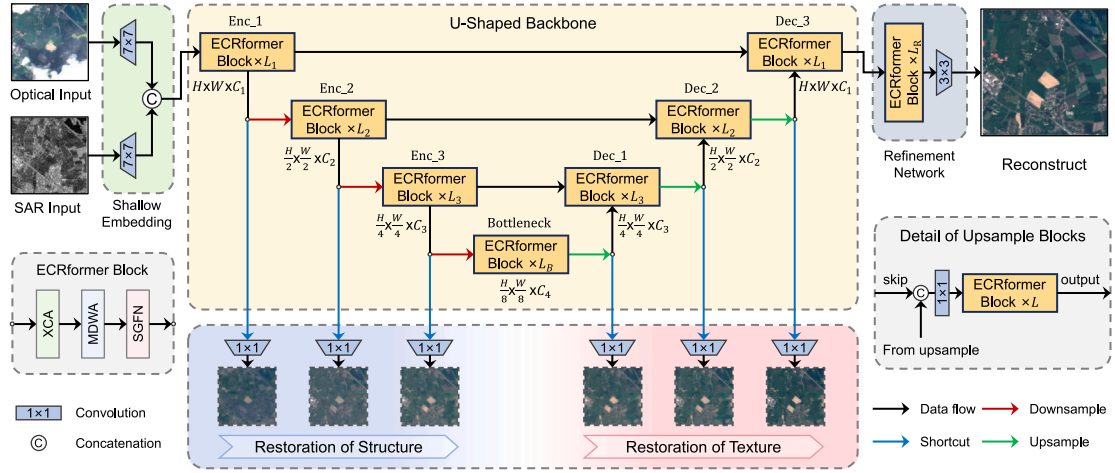 Optical Input
SAR Input
7×7
7×7
C
Shallow
Embedding
U-Shaped Backbone
Enc_1
ECRformer
Block ×L₁
H×W×C₁
Enc_2
ECRformer
Block ×L₂
H/2 × W/2 ×C₂
Enc_3
ECRformer
Block ×L₃
H/4 × W/4 ×C₃
Bottleneck
ECRformer
Block ×L_B
H/8 × W/8 ×C₄
Dec_1
ECRformer
Block ×L₃
H/4 × W/4 ×C₃
Dec_2
ECRformer
Block ×L₂
H/2 × W/2 ×C₂
Dec_3
ECRformer
Block ×L₁
H×W×C₁
ECRformer
Block ×L_R
3×3
Refinement
Network
Reconstruct
ECRformer Block
XCA
MDWA
SGFN
1×1
Convolution
C
Concatenation
1×1
1×1
1×1
1×1
1×1
1×1
Restoration of Structure
Restoration of Texture
Detail of Upsample Blocks
skip
C
1×1
ECRformer
Block ×L
output
From upsample
Data flow
Downsample
Shortcut
Upsample